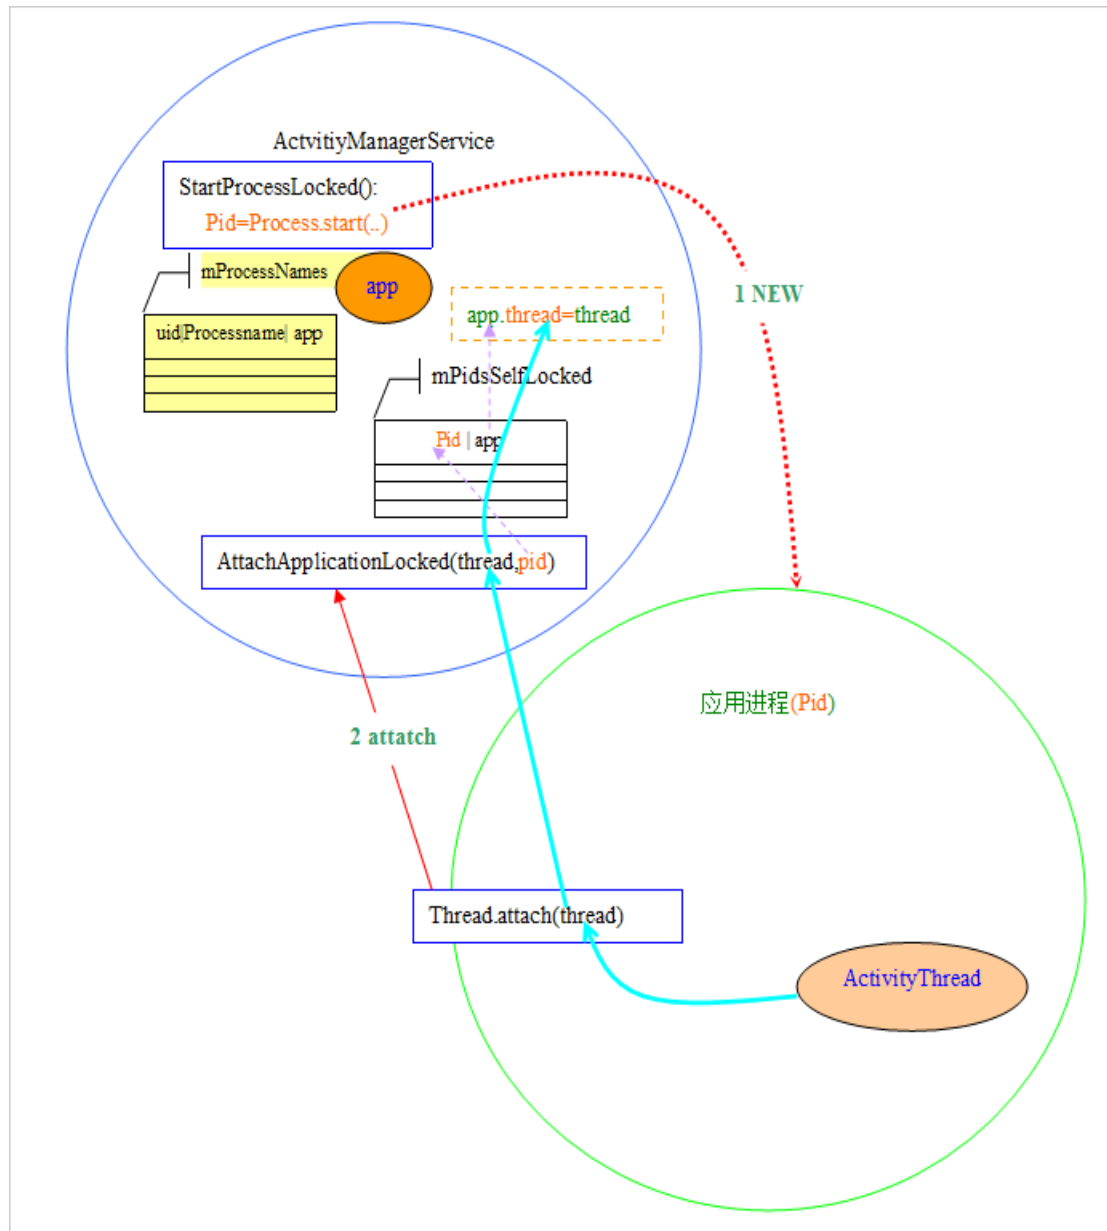 ActvitiyManagerService
StartProcessLocked():
Pid=Process.start(..)
mProcessNames
app
1 NEW
app.thread=thread
uid|Processname| app
mPidsSelfLocked
Pid | app
AttachApplicationLocked(thread,pid)
应用进程(Pid)
2 attatch
Thread.attach(thread)
ActivityThread